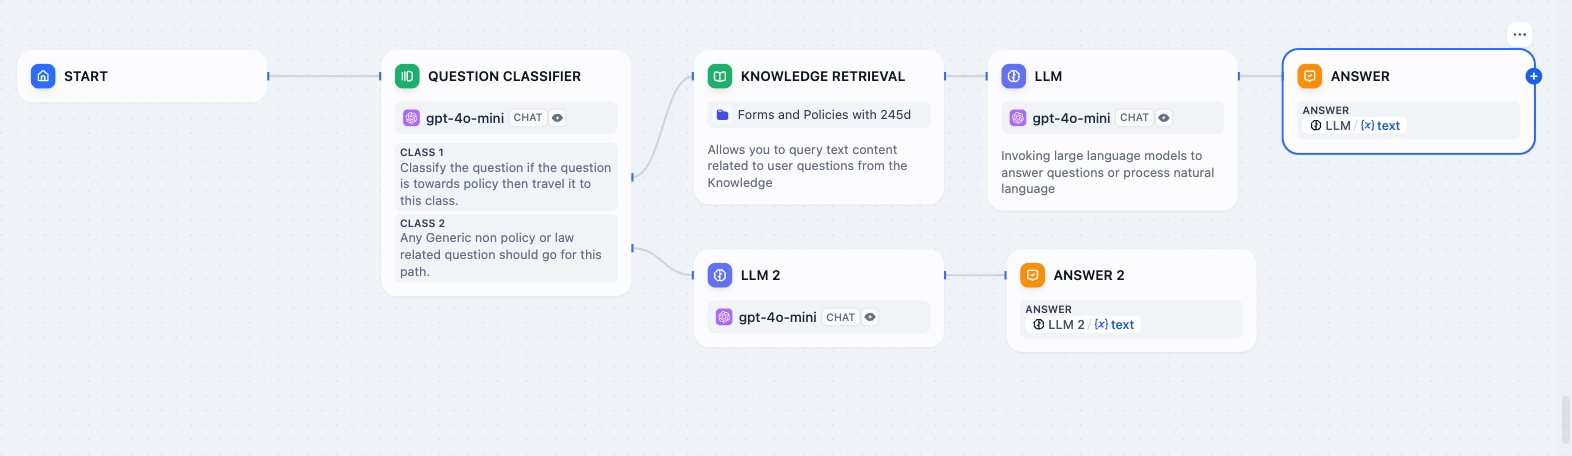 START
QUESTION CLASSIFIER
gpt-4o-mini CHAT
CLASS 1
Classify the question if the question
is towards policy then travel it to
this class.
CLASS 2
Any Generic non policy or law
related question should go for this
path.
KNOWLEDGE RETRIEVAL
Forms and Policies with 245d
Allows you to query text content
related to user questions from the
Knowledge
LLM
gpt-4o-mini CHAT
Invoking large language models to
answer questions or process natural
language
ANSWER
ANSWER
LLM / {x} text
LLM 2
gpt-4o-mini CHAT
ANSWER 2
ANSWER
LLM 2 / {x} text